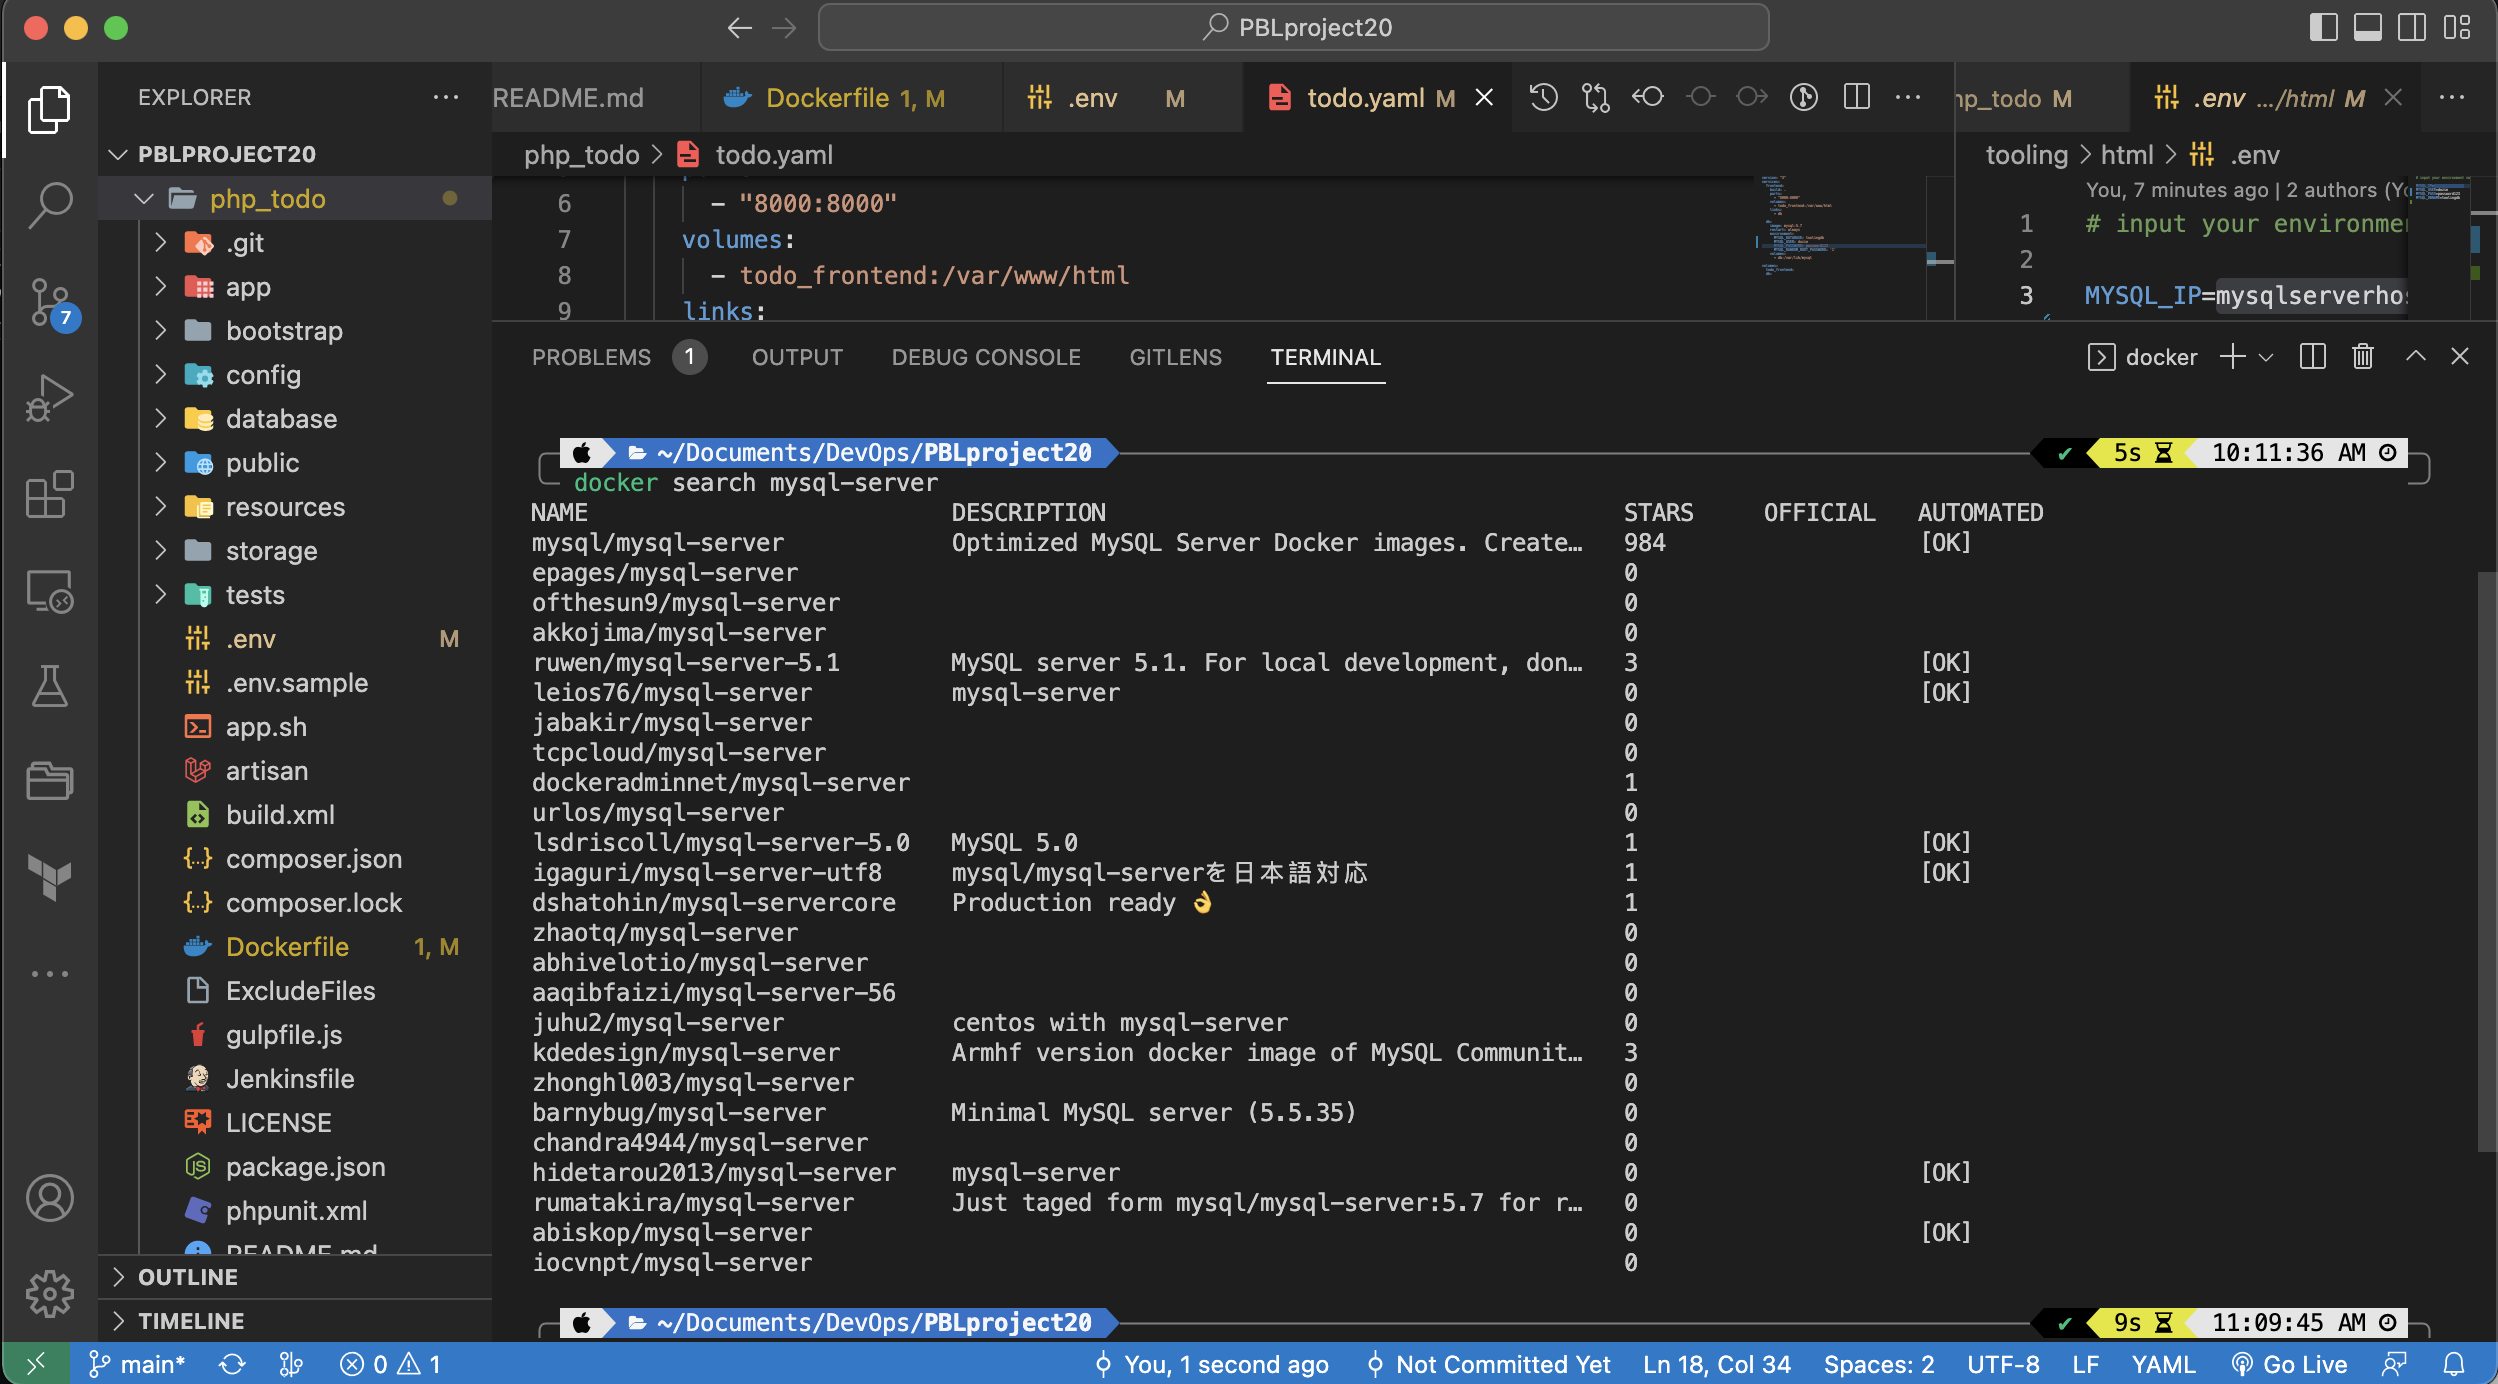 PBLproject20
EXPLORER
PBLPROJECT20
php_todo
.git
app
bootstrap
config
database
public
resources
storage
tests
.env M
.env.sample
app.sh
artisan
build.xml
composer.json
composer.lock
Dockerfile 1, M
ExcludeFiles
gulpfile.js
Jenkinsfile
LICENSE
package.json
phpunit.xml
README.md
OUTLINE
TIMELINE
7
README.md
Dockerfile 1, M
.env M
todo.yaml M
php_todo > todo.yaml
6 - "8000:8000"
7 volumes:
8 - todo_frontend:/var/www/html
9 links:
np_todo M
.env .../html M
tooling > html > .env
You, 7 minutes ago | 2 authors (Yo
1 # input your environme
2
3 MYSQL_IP=mysqlserverho
PROBLEMS 1 OUTPUT DEBUG CONSOLE GITLENS TERMINAL
docker
~/Documents/DevOps/PBLproject20 ✔ 5s 10:11:36 AM
docker search mysql-server
NAME DESCRIPTION STARS OFFICIAL AUTOMATED
mysql/mysql-server Optimized MySQL Server Docker images. Create… 984 [OK]
epages/mysql-server 0
ofthesun9/mysql-server 0
akkojima/mysql-server 0
ruwen/mysql-server-5.1 MySQL server 5.1. For local development, don… 3 [OK]
leios76/mysql-server mysql-server 0 [OK]
jabakir/mysql-server 0
tcpcloud/mysql-server 0
dockeradminnet/mysql-server 1
urlos/mysql-server 0
lsdriscoll/mysql-server-5.0 MySQL 5.0 1 [OK]
igaguri/mysql-server-utf8 mysql/mysql-serverを日本語対応 1 [OK]
dshatohin/mysql-servercore Production ready 👌 1
zhaotq/mysql-server 0
abhivelotio/mysql-server 0
aaqibfaizi/mysql-server-56 0
juhu2/mysql-server centos with mysql-server 0
kdedesign/mysql-server Armhf version docker image of MySQL Communit… 3
zhonghl003/mysql-server 0
barnybug/mysql-server Minimal MySQL server (5.5.35) 0
chandra4944/mysql-server 0
hidetarou2013/mysql-server mysql-server 0 [OK]
rumatakira/mysql-server Just taged form mysql/mysql-server:5.7 for r… 0
abiskop/mysql-server 0 [OK]
iocvnpt/mysql-server 0
~/Documents/DevOps/PBLproject20 ✔ 9s 11:09:45 AM
main* 0 1 You, 1 second ago Not Committed Yet Ln 18, Col 34 Spaces: 2 UTF-8 LF YAML Go Live